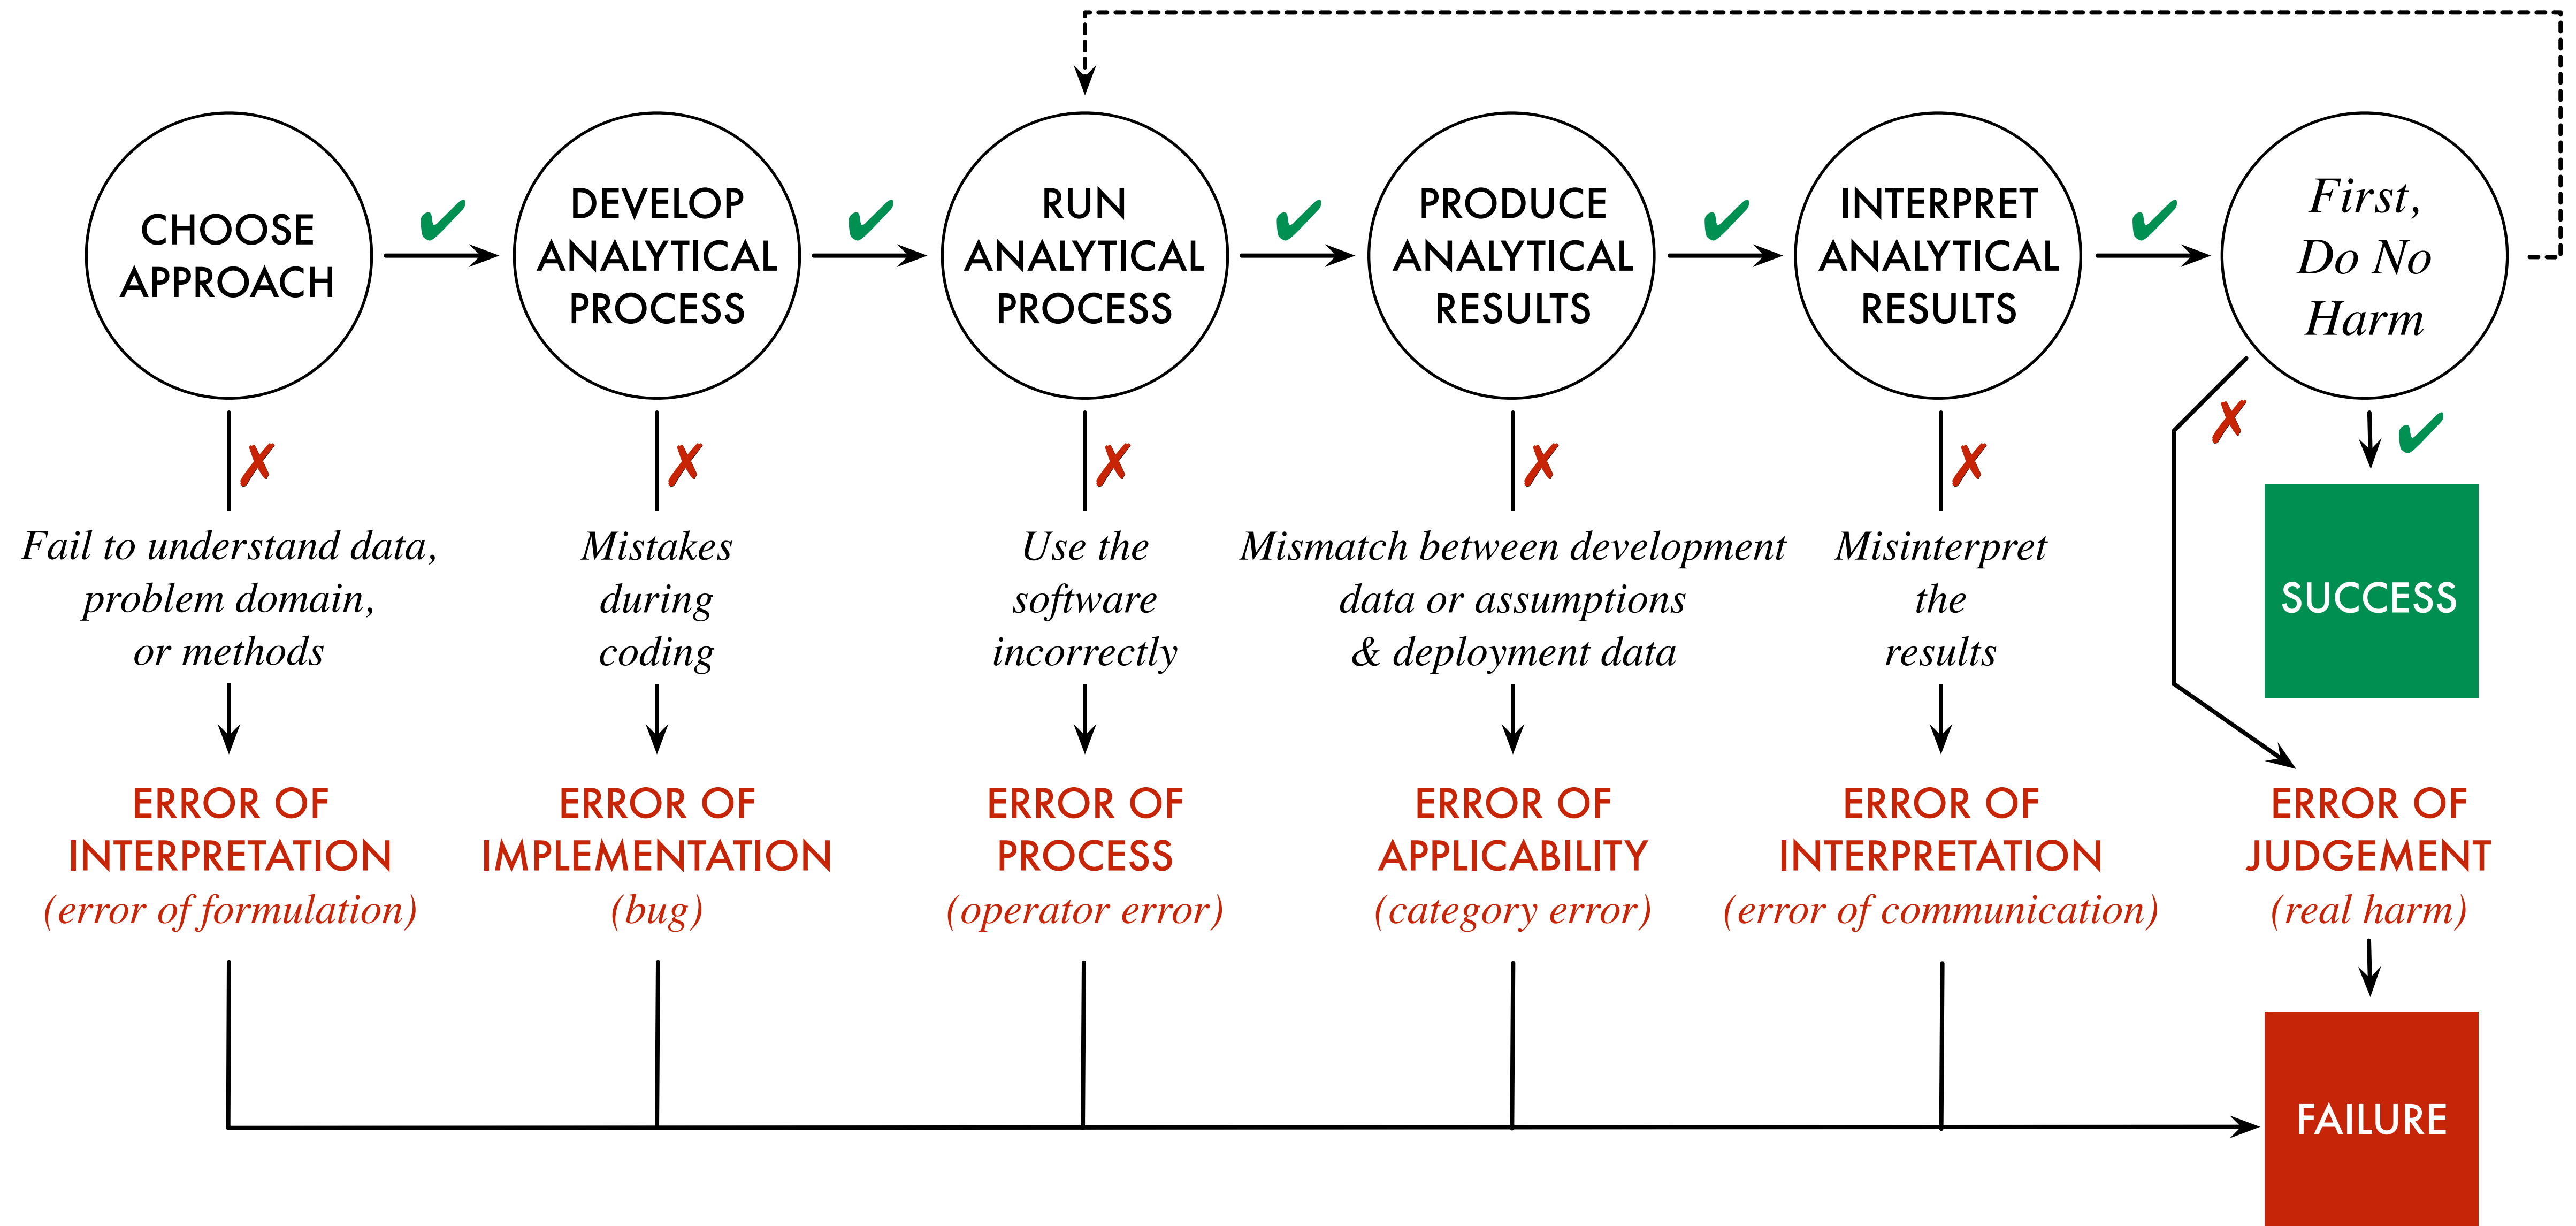 CHOOSE
APPROACH
DEVELOP
ANALYTICAL
PROCESS
RUN
ANALYTICAL
PROCESS
PRODUCE
ANALYTICAL
RESULTS
INTERPRET
ANALYTICAL
RESULTS
First,
Do No
Harm
Fail to understand data,
problem domain,
or methods
Mistakes
during
coding
Use the
software
incorrectly
Mismatch between development
data or assumptions
& deployment data
Misinterpret
the
results
SUCCESS
ERROR OF
INTERPRETATION
(error of formulation)
ERROR OF
IMPLEMENTATION
(bug)
ERROR OF
PROCESS
(operator error)
ERROR OF
APPLICABILITY
(category error)
ERROR OF
INTERPRETATION
(error of communication)
ERROR OF
JUDGEMENT
(real harm)
FAILURE